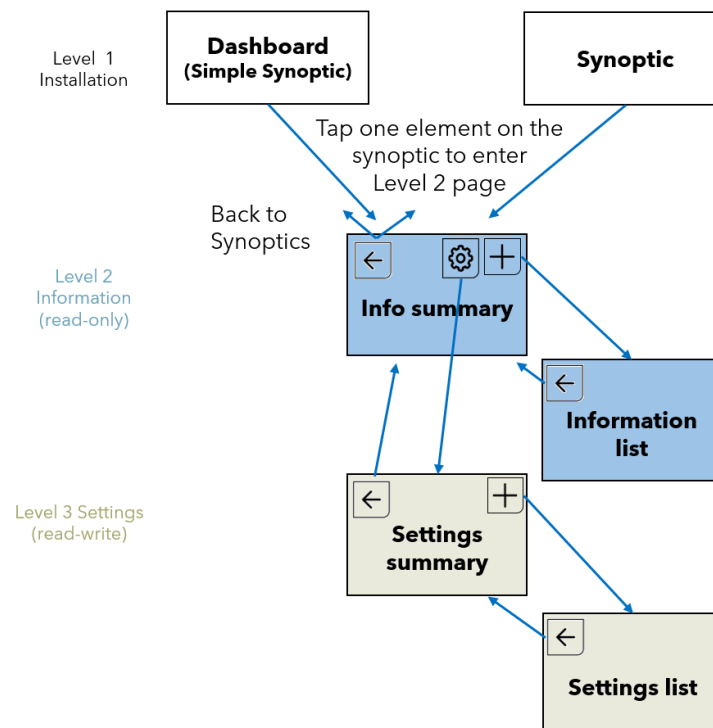 Level 1
Installation
Dashboard
(Simple Synoptic)
Synoptic
Tap one element on the
synoptic to enter
Level 2 page
Back to
Synoptics
Level 2
Information
(read-only)
Info summary
Information
list
Level 3 Settings
(read-write)
Settings
summary
Settings list